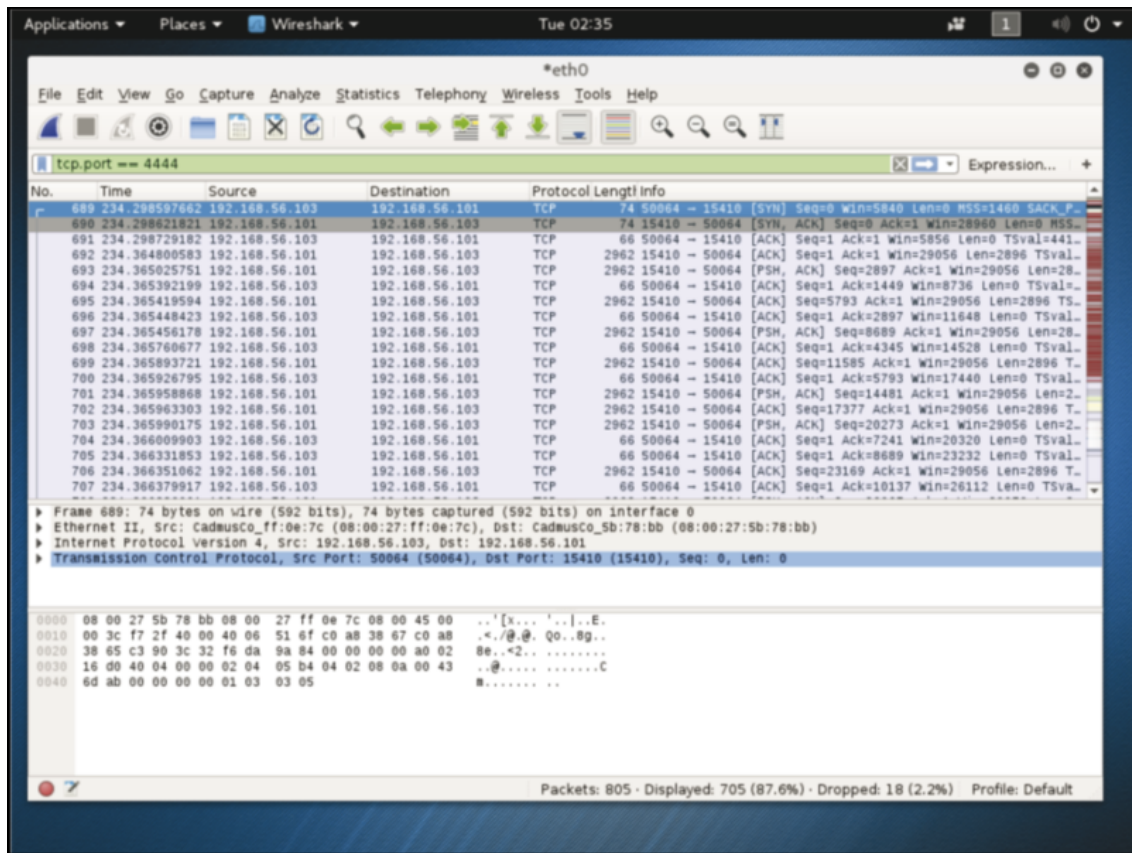 Applications Places Wireshark Tue 02:35 1
*eth0
File Edit View Go Capture Analyze Statistics Telephony Wireless Tools Help
tcp.port == 4444 Expression... +
No. Time Source Destination Protocol Length Info
689 234.298597662 192.168.56.103 192.168.56.101 TCP 74 50064 → 15410 [SYN] Seq=0 Win=5840 Len=0 MSS=1460 SACK_P…
690 234.298621821 192.168.56.101 192.168.56.103 TCP 74 15410 → 50064 [SYN, ACK] Seq=0 Ack=1 Win=28960 Len=0 MSS…
691 234.298729182 192.168.56.103 192.168.56.101 TCP 66 50064 → 15410 [ACK] Seq=1 Ack=1 Win=5856 Len=0 TSval=441…
692 234.364800583 192.168.56.101 192.168.56.103 TCP 2962 15410 → 50064 [ACK] Seq=1 Ack=1 Win=29056 Len=2896 TSval…
693 234.365025751 192.168.56.101 192.168.56.103 TCP 2962 15410 → 50064 [PSH, ACK] Seq=2897 Ack=1 Win=29056 Len=28…
694 234.365392199 192.168.56.103 192.168.56.101 TCP 66 50064 → 15410 [ACK] Seq=1 Ack=1449 Win=8736 Len=0 TSval=…
695 234.365419594 192.168.56.101 192.168.56.103 TCP 2962 15410 → 50064 [ACK] Seq=5793 Ack=1 Win=29056 Len=2896 TS…
696 234.365448423 192.168.56.103 192.168.56.101 TCP 66 50064 → 15410 [ACK] Seq=1 Ack=2897 Win=11648 Len=0 TSval…
697 234.365456178 192.168.56.101 192.168.56.103 TCP 2962 15410 → 50064 [PSH, ACK] Seq=8689 Ack=1 Win=29056 Len=28…
698 234.365760677 192.168.56.103 192.168.56.101 TCP 66 50064 → 15410 [ACK] Seq=1 Ack=4345 Win=14528 Len=0 TSval…
699 234.365893721 192.168.56.101 192.168.56.103 TCP 2962 15410 → 50064 [ACK] Seq=11585 Ack=1 Win=29056 Len=2896 T…
700 234.365926795 192.168.56.103 192.168.56.101 TCP 66 50064 → 15410 [ACK] Seq=1 Ack=5793 Win=17440 Len=0 TSval…
701 234.365958868 192.168.56.101 192.168.56.103 TCP 2962 15410 → 50064 [PSH, ACK] Seq=14481 Ack=1 Win=29056 Len=2…
702 234.365963303 192.168.56.101 192.168.56.103 TCP 2962 15410 → 50064 [ACK] Seq=17377 Ack=1 Win=29056 Len=2896 T…
703 234.365990175 192.168.56.101 192.168.56.103 TCP 2962 15410 → 50064 [PSH, ACK] Seq=20273 Ack=1 Win=29056 Len=2…
704 234.366009903 192.168.56.103 192.168.56.101 TCP 66 50064 → 15410 [ACK] Seq=1 Ack=7241 Win=20320 Len=0 TSval…
705 234.366331853 192.168.56.103 192.168.56.101 TCP 66 50064 → 15410 [ACK] Seq=1 Ack=8689 Win=23232 Len=0 TSval…
706 234.366351062 192.168.56.101 192.168.56.103 TCP 2962 15410 → 50064 [ACK] Seq=23169 Ack=1 Win=29056 Len=2896 T…
707 234.366379917 192.168.56.103 192.168.56.101 TCP 66 50064 → 15410 [ACK] Seq=1 Ack=10137 Win=26112 Len=0 TSva…
Frame 689: 74 bytes on wire (592 bits), 74 bytes captured (592 bits) on interface 0
Ethernet II, Src: CadmusCo_ff:0e:7c (08:00:27:ff:0e:7c), Dst: CadmusCo_5b:78:bb (08:00:27:5b:78:bb)
Internet Protocol Version 4, Src: 192.168.56.103, Dst: 192.168.56.101
Transmission Control Protocol, Src Port: 50064 (50064), Dst Port: 15410 (15410), Seq: 0, Len: 0
0000 08 00 27 5b 78 bb 08 00 27 ff 0e 7c 08 00 45 00 ..'[x... '..|..E.
0010 00 3c f7 2f 40 00 40 06 51 6f c0 a8 38 67 c0 a8 .<./@.@. Qo..8g..
0020 38 65 c3 90 3c 32 f6 da 9a 84 00 00 00 00 a0 02 8e..<2.. ........
0030 16 d0 40 04 00 00 02 04 05 b4 04 02 08 0a 00 43 ..@..... .......C
0040 6d ab 00 00 00 00 01 03 03 05 m....... ..
Packets: 805 · Displayed: 705 (87.6%) · Dropped: 18 (2.2%) Profile: Default